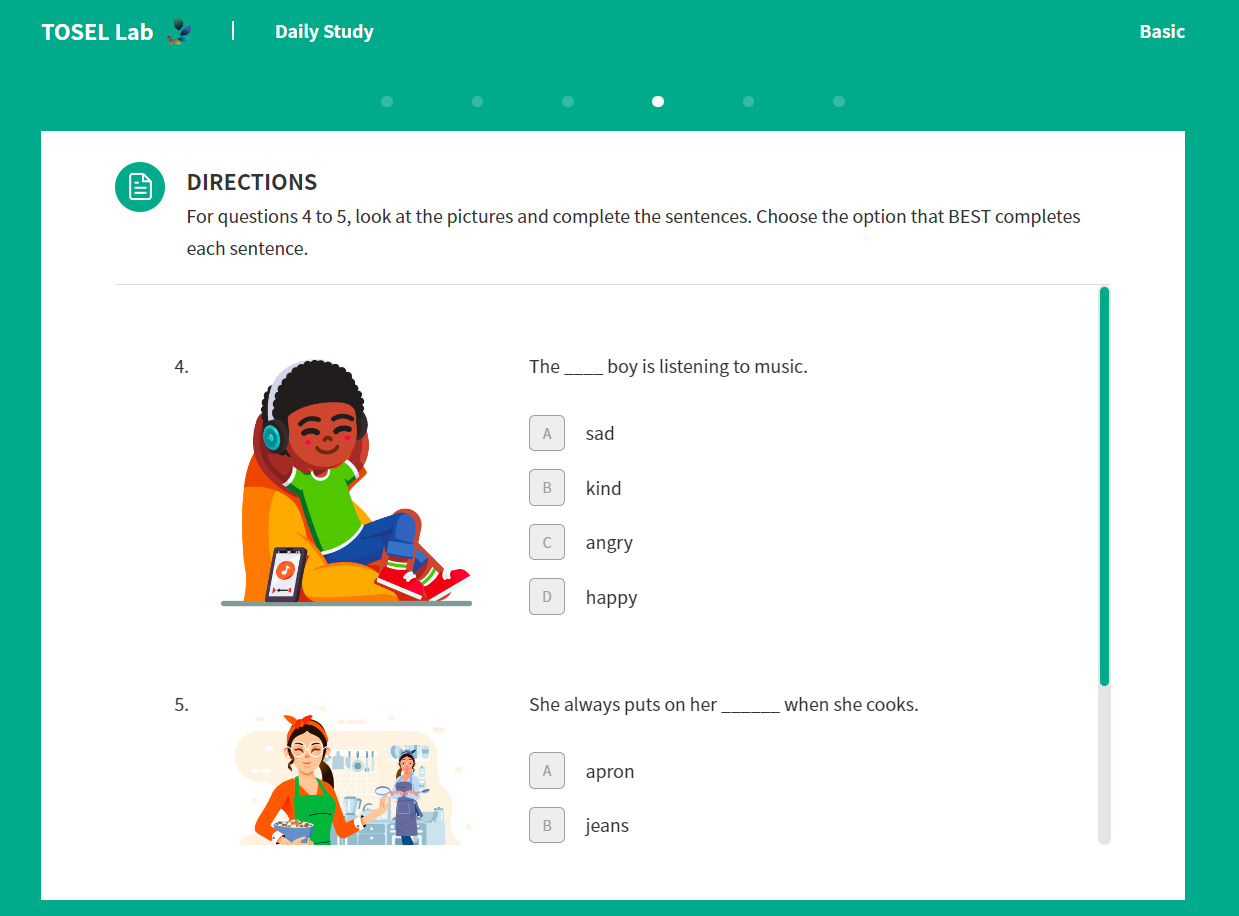 TOSEL Lab | Daily Study Basic
DIRECTIONS
For questions 4 to 5, look at the pictures and complete the sentences. Choose the option that BEST completes
each sentence.
4.
The ____ boy is listening to music.
A sad
B kind
C angry
D happy
5.
She always puts on her ______ when she cooks.
A apron
B jeans